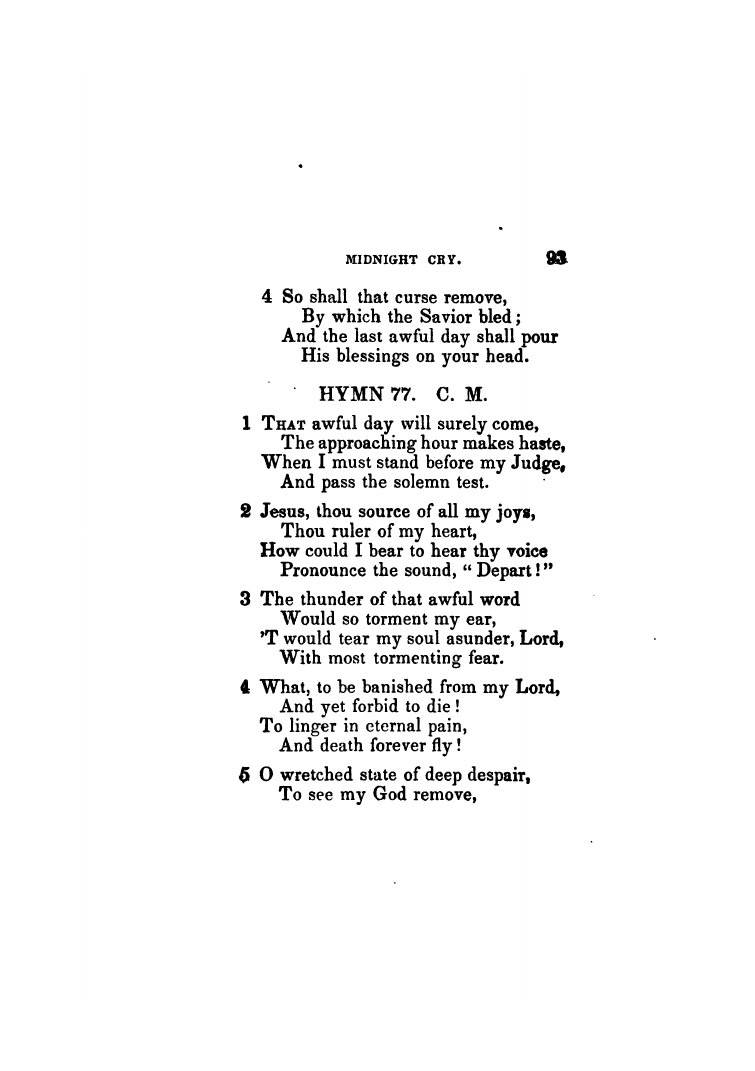 MIDNIGHT CRY. 93
4 So shall that curse remove,
By which the Savior bled;
And the last awful day shall pour
His blessings on your head.
HYMN 77. C. M.
1 THAT awful day will surely come,
The approaching hour makes haste,
When I must stand before my Judge,
And pass the solemn test.
2 Jesus, thou source of all my joys,
Thou ruler of my heart,
How could I bear to hear thy voice
Pronounce the sound, “ Depart!”
3 The thunder of that awful word
Would so torment my ear,
’T would tear my soul asunder, Lord,
With most tormenting fear.
4 What, to be banished from my Lord,
And yet forbid to die!
To linger in eternal pain,
And death forever fly!
5 O wretched state of deep despair,
To see my God remove,